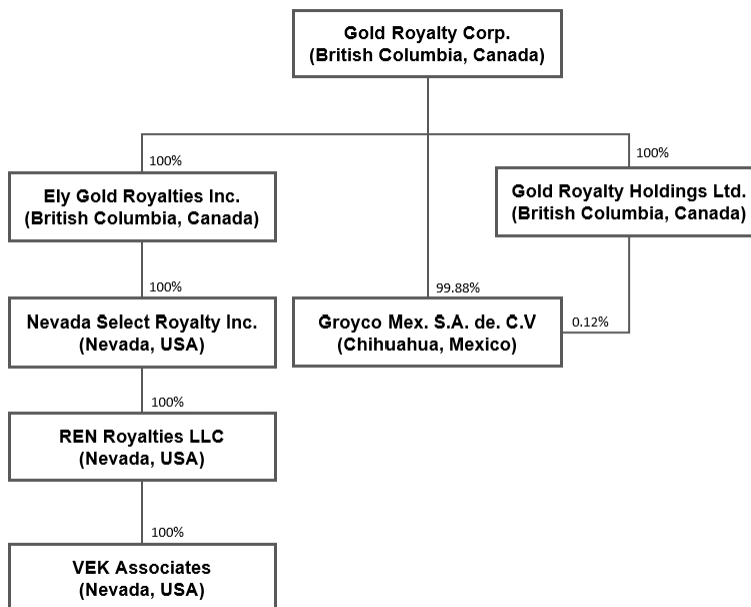 Gold Royalty Corp.
(British Columbia, Canada)
100%
100%
Ely Gold Royalties Inc.
(British Columbia, Canada)
Gold Royalty Holdings Ltd.
(British Columbia, Canada)
100%
99.88%
Nevada Select Royalty Inc.
(Nevada, USA)
Groyco Mex. S.A. de. C.V
(Chihuahua, Mexico)
0.12%
100%
REN Royalties LLC
(Nevada, USA)
100%
VEK Associates
(Nevada, USA)